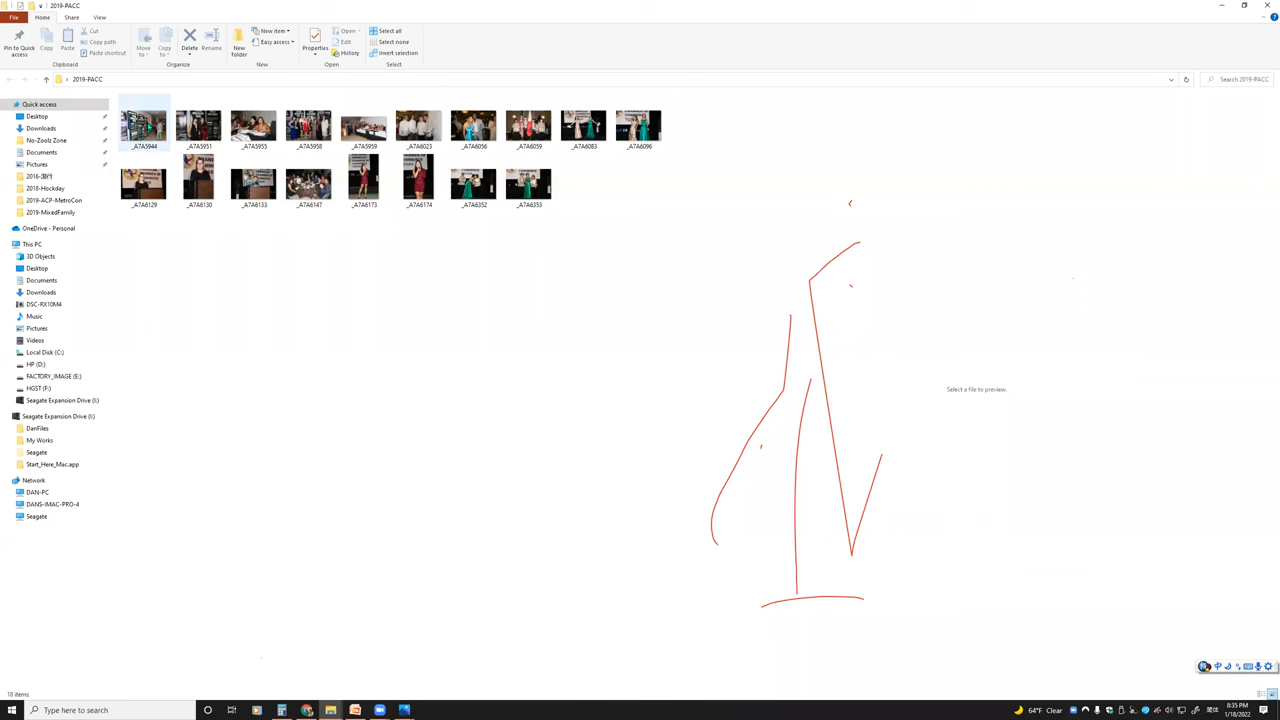 2019-PACC
File
Home
Share
View
Pin to Quick access
Copy
Paste
Cut
Copy path
Paste shortcut
Move to
Copy to
Delete
Rename
New folder
New item
Easy access
Properties
Open
Edit
History
Select all
Select none
Invert selection
Clipboard
Organize
New
Open
Select
2019-PACC
Search 2019-PACC
Quick access
Desktop
Downloads
No-Zoolz Zone
Documents
Pictures
2018-Hockday
2019-ACP-MetroCon
2019-MixedFamily
OneDrive - Personal
This PC
3D Objects
Desktop
Documents
Downloads
DSC-RX10M4
Music
Pictures
Videos
Local Disk (C:)
HP (D:)
FACTORY_IMAGE (E:)
HGST (F:)
Seagate Expansion Drive (I:)
Seagate Expansion Drive (I:)
DanFiles
My Works
Seagate
Start_Here_Mac.app
Network
DAN-PC
DANS-IMAC-PRO-4
Seagate
_A7A5944 _A7A5951 _A7A5955 _A7A5958 _A7A5959 _A7A6023 _A7A6056 _A7A6059 _A7A6083 _A7A6096
_A7A6129 _A7A6130 _A7A6133 _A7A6147 _A7A6173 _A7A6174 _A7A6352 _A7A6353
Select a file to preview.
中
18 items
Type here to search
64°F Clear
简体
8:35 PM
1/18/2022